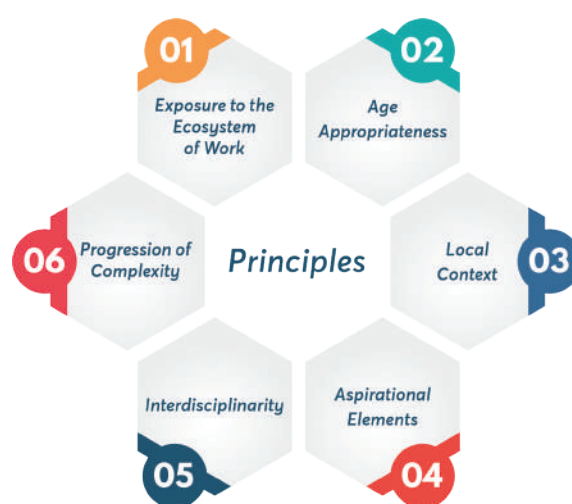 01
Exposure to the
Ecosystem
of Work
02
Age
Appropriateness
03
Local
Context
04
Aspirational
Elements
05
Interdisciplinarity
06
Progression of
Complexity
Principles